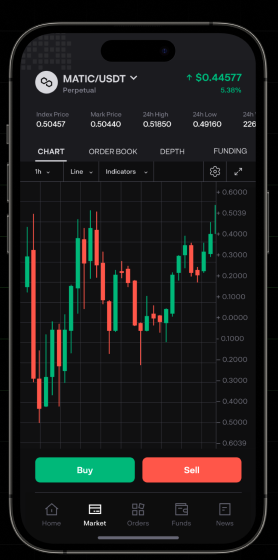 MATIC/USDT
↑ $0.44577
Perpetual
5.38%
Index Price Mark Price 24h High 24h Low 24h
0.50457 0.50440 0.51850 0.49160 226
CHART ORDER BOOK DEPTH FUNDING
1h Line Indicators
0.6000
0.5039
0.4000
0.3000
0.2000
0.1000
0.0000
0.1000
0.2000
0.3000
0.4000
0.5000
0.6039
Buy Sell
Home Market Orders Funds News